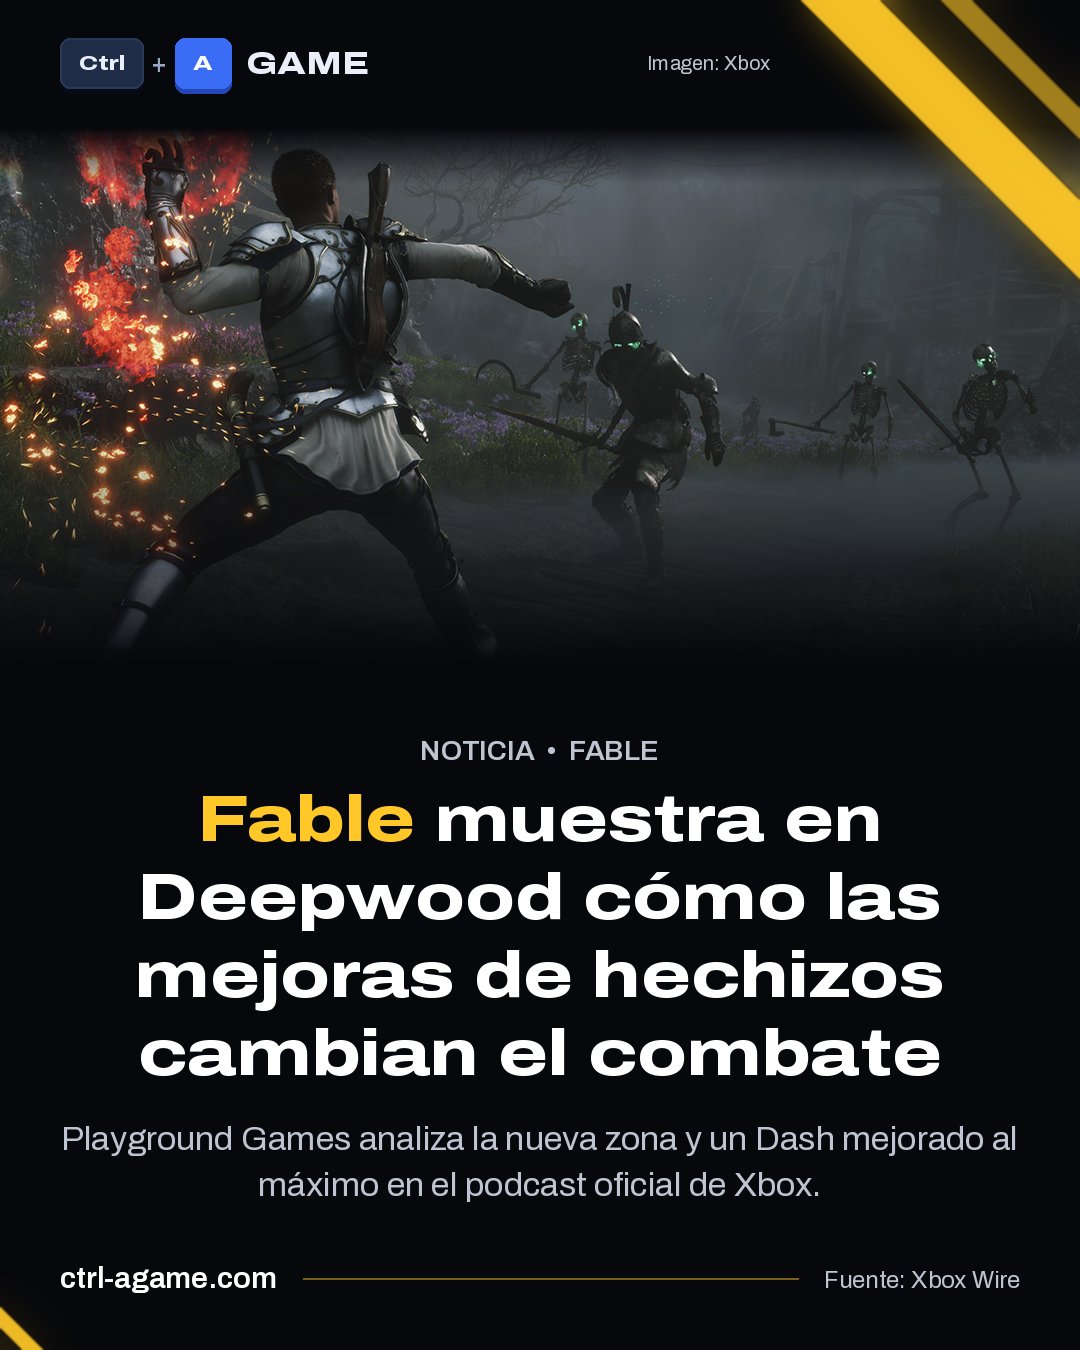 Ctrl + A GAME
Imagen: Xbox
NOTICIA • FABLE
Fable muestra en
Deepwood cómo las
mejoras de hechizos
cambian el combate
Playground Games analiza la nueva zona y un Dash mejorado al
máximo en el podcast oficial de Xbox.
ctrl-agame.com
Fuente: Xbox Wire